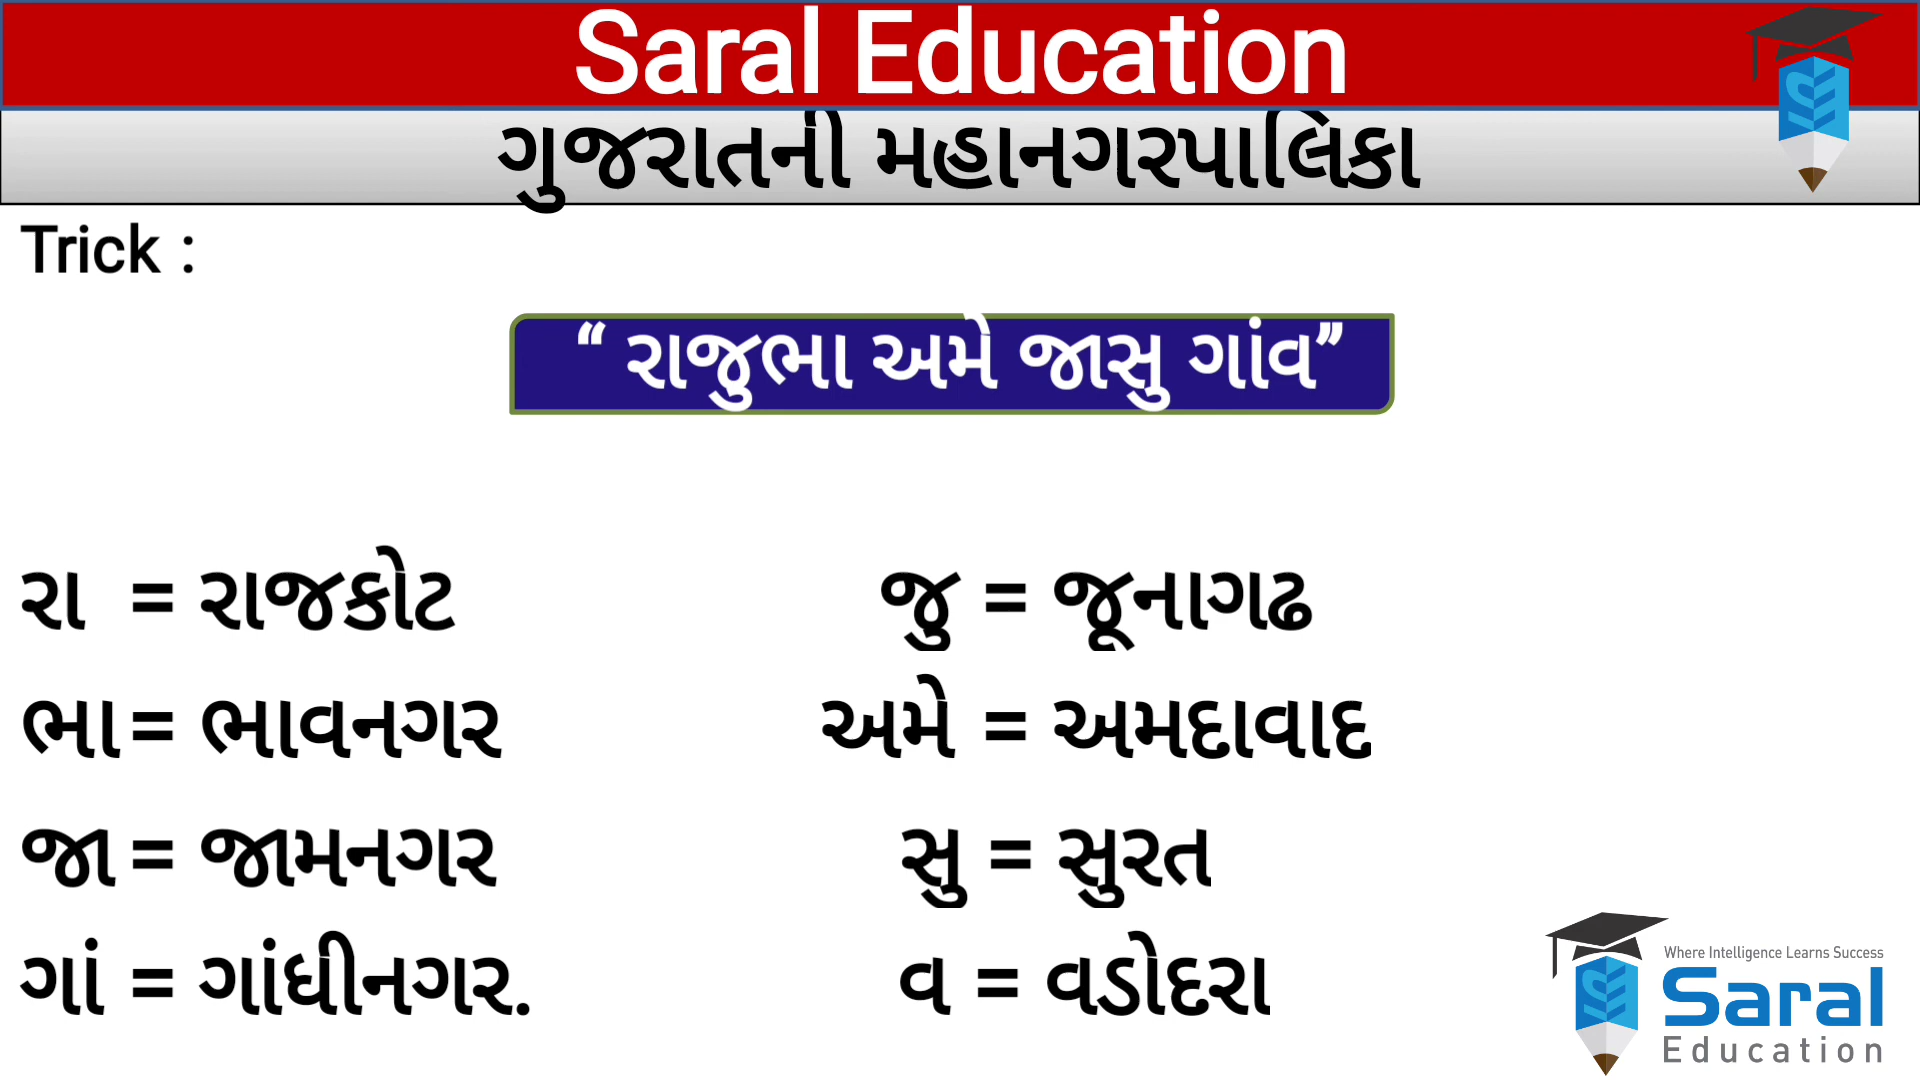 Saral Education
ગુજરાતની મહાનગરપાલિકા
Trick :
“ રાજુભા અમે જાસુ ગાંવ”
રા = રાજકોટ જુ = જૂનાગઢ
ભા = ભાવનગર અમે = અમદાવાદ
જા = જામનગર સુ = સુરત
ગાં = ગાંધીનગર. વ = વડોદરા
Where Intelligence Learns Success
Saral
Education